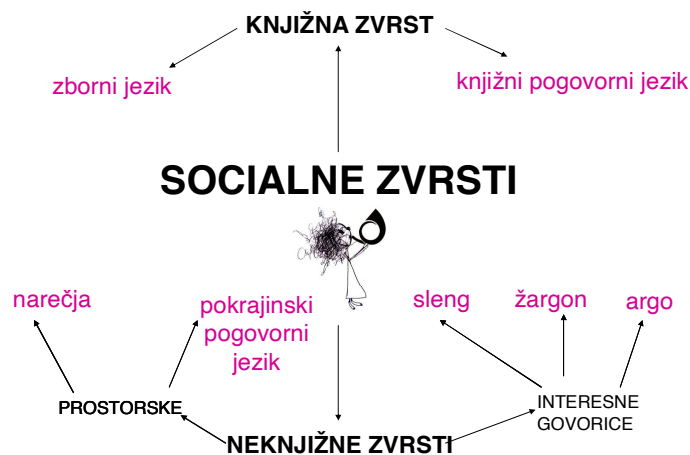 KNJIŽNA ZVRST
zborni jezik
knjižni pogovorni jezik
SOCIALNE ZVRSTI
narečja
pokrajinski
pogovorni
jezik
sleng
žargon
argo
PROSTORSKE
INTERESNE
GOVORICE
NEKNJIŽNE ZVRSTI